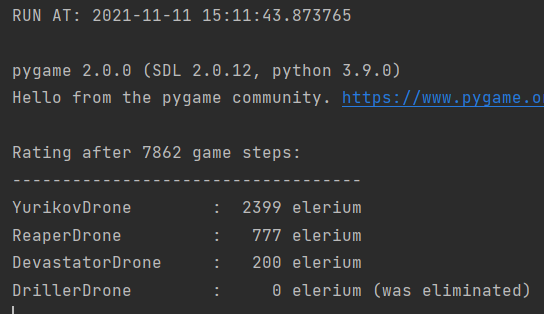 RUN AT: 2021-11-11 15:11:43.873765
pygame 2.0.0 (SDL 2.0.12, python 3.9.0)
Hello from the pygame community. https://www.pygame.o
Rating after 7862 game steps:
-----------------------------------
YurikovDrone        :  2399 elerium
ReaperDrone         :   777 elerium
DevastatorDrone     :   200 elerium
DrillerDrone        :     0 elerium (was eliminated)